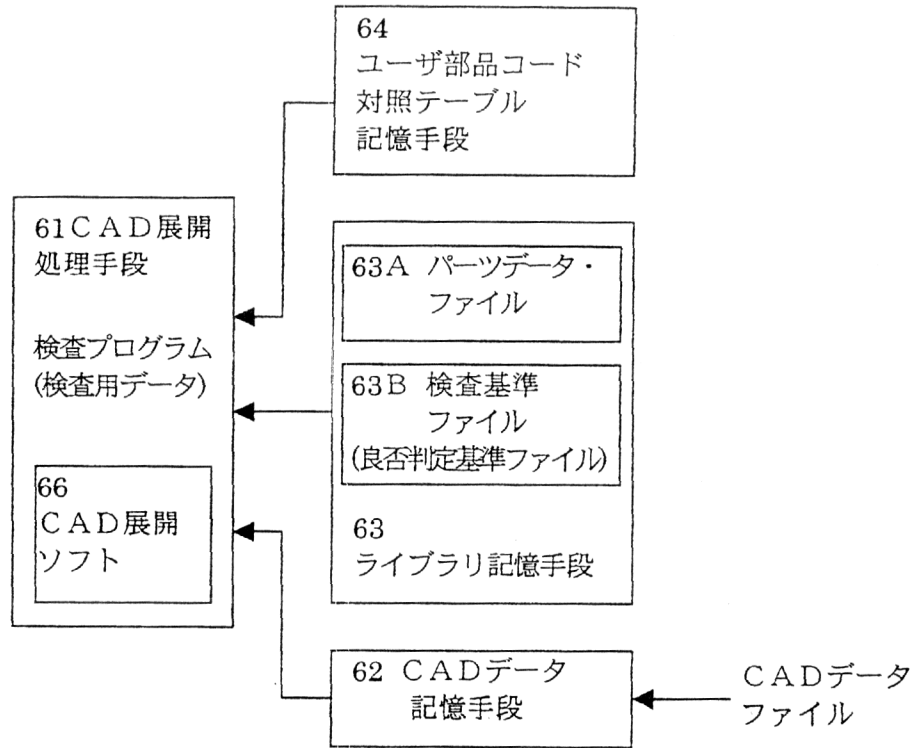 64
ユーザ部品コード
対照テーブル
記憶手段
61CAD展開
処理手段
検査プログラム
(検査用データ)
66
CAD展開
ソフト
63A パーツデータ・
ファイル
63B 検査基準
ファイル
(良否判定基準ファイル)
63
ライブラリ記憶手段
62 CADデータ
記憶手段
CADデータ
ファイル